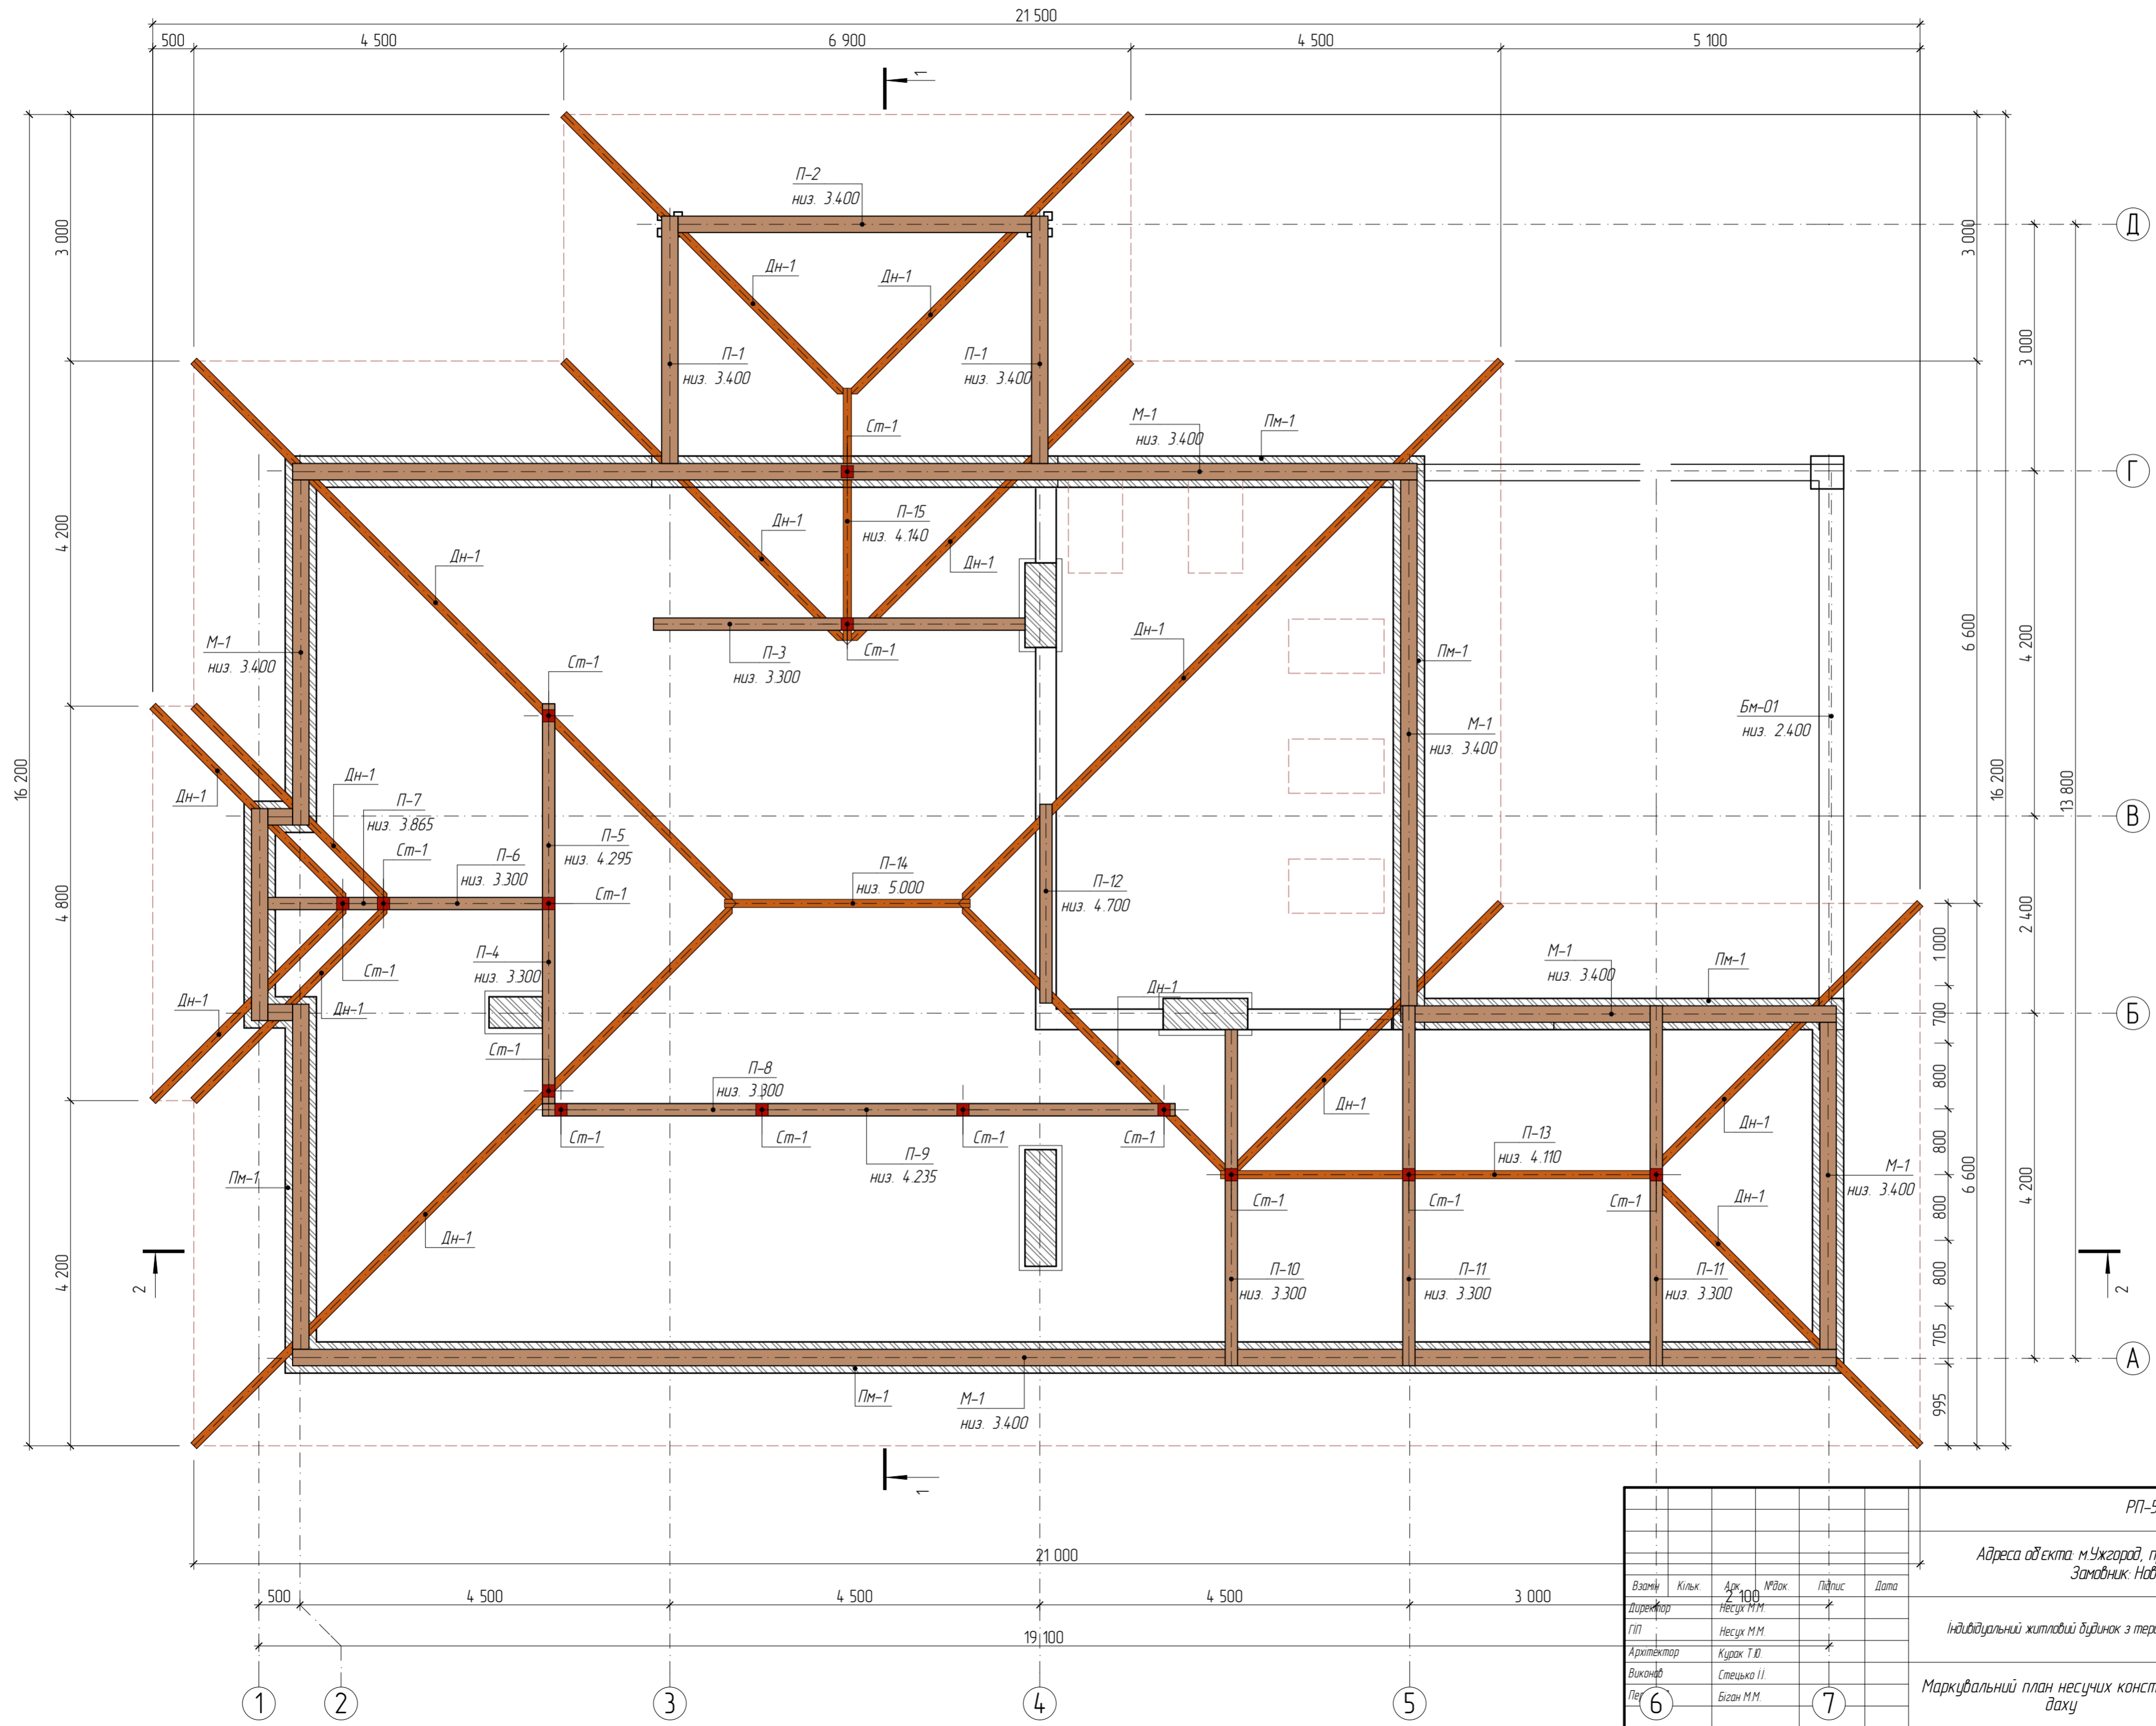 21 500
500
4 500
6 900
4 500
5 100
1
П-2
низ. 3.400
Д
3 000
3 000
3 000
Дн-1
Дн-1
П-1
низ. 3.400
П-1
низ. 3.400
М-1
низ. 3.400
Пм-1
Ст-1
Г
4 200
П-15
низ. 4.140
Дн-1
Дн-1
Дн-1
Дн-1
М-1
низ. 3.400
П-3
низ. 3.300
Ст-1
Ст-1
Пм-1
6 600
4 200
Бм-01
низ. 2.400
М-1
низ. 3.400
16 200
16 200
13 800
Дн-1
Дн-1
П-7
низ. 3.865
Ст-1
П-6
низ. 3.300
П-5
низ. 4.295
Ст-1
П-14
низ. 5.000
П-12
низ. 4.700
В
4 800
2 400
1 000
П-4
низ. 3.300
Ст-1
Дн-1
Дн-1
Дн-1
М-1
низ. 3.400
Пм-1
700
Б
Ст-1
П-8
низ. 3.300
800
Дн-1
Дн-1
Ст-1
Ст-1
Ст-1
Ст-1
П-9
низ. 4.235
П-13
низ. 4.110
800
Пм-1
М-1
низ. 3.400
6 600
4 200
Ст-1
Ст-1
Ст-1
Дн-1
800
Дн-1
2
2
4 200
П-10
низ. 3.300
П-11
низ. 3.300
П-11
низ. 3.300
800
705
А
Пм-1
М-1
низ. 3.400
995
1
21 000
500
4 500
4 500
4 500
3 000
2 100
19 100
1
2
3
4
5
6
7
РП-5
Адреса об'єкта: м.Ужгород, п
Замовник: Нов
Взамін Кільк. Арк. №док. Підпис Дата
Директор Несух М.М.
ГІП Несух М.М.
Архітектор Курак Т.Ю.
Виконав Стецько І.І.
Біган М.М.
Індивідуальний житловий будинок з тера
Маркувальний план несучих конст
даху